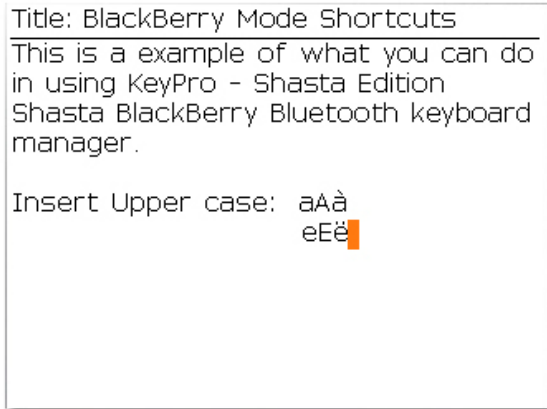 Title: BlackBerry Mode Shortcuts
This is a example of what you can do
in using KeyPro - Shasta Edition
Shasta BlackBerry Bluetooth keyboard
manager.
Insert Upper case: aAà
eEë